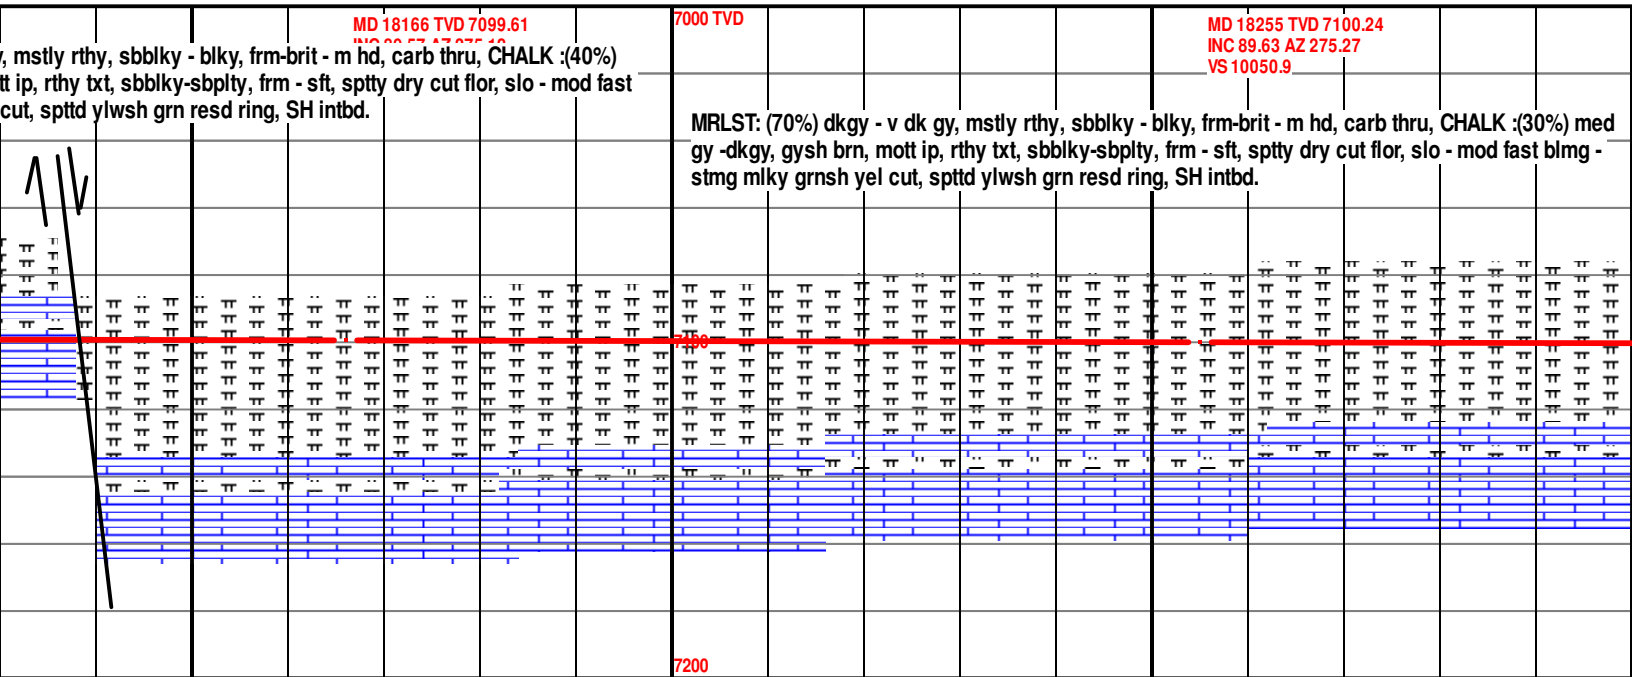 MD 18166 TVD 7099.61
, mstly rthy, sbblky - blky, frm-brit - m hd, carb thru, CHALK :(40%)
tt ip, rthy txt, sbblky-sbplty, frm - sft, sptty dry cut flor, slo - mod fast
cut, spttd ylwsh grn resd ring, SH intbd.
7000 TVD
MD 18255 TVD 7100.24
INC 89.63 AZ 275.27
VS 10050.9
MRLST: (70%) dkgy - v dk gy, mstly rthy, sbblky - blky, frm-brit - m hd, carb thru, CHALK :(30%) med
gy -dkgy, gysh brn, mott ip, rthy txt, sbblky-sbplty, frm - sft, sptty dry cut flor, slo - mod fast blmg -
stmg mlky grnsh yel cut, spttd ylwsh grn resd ring, SH intbd.
7100
7200